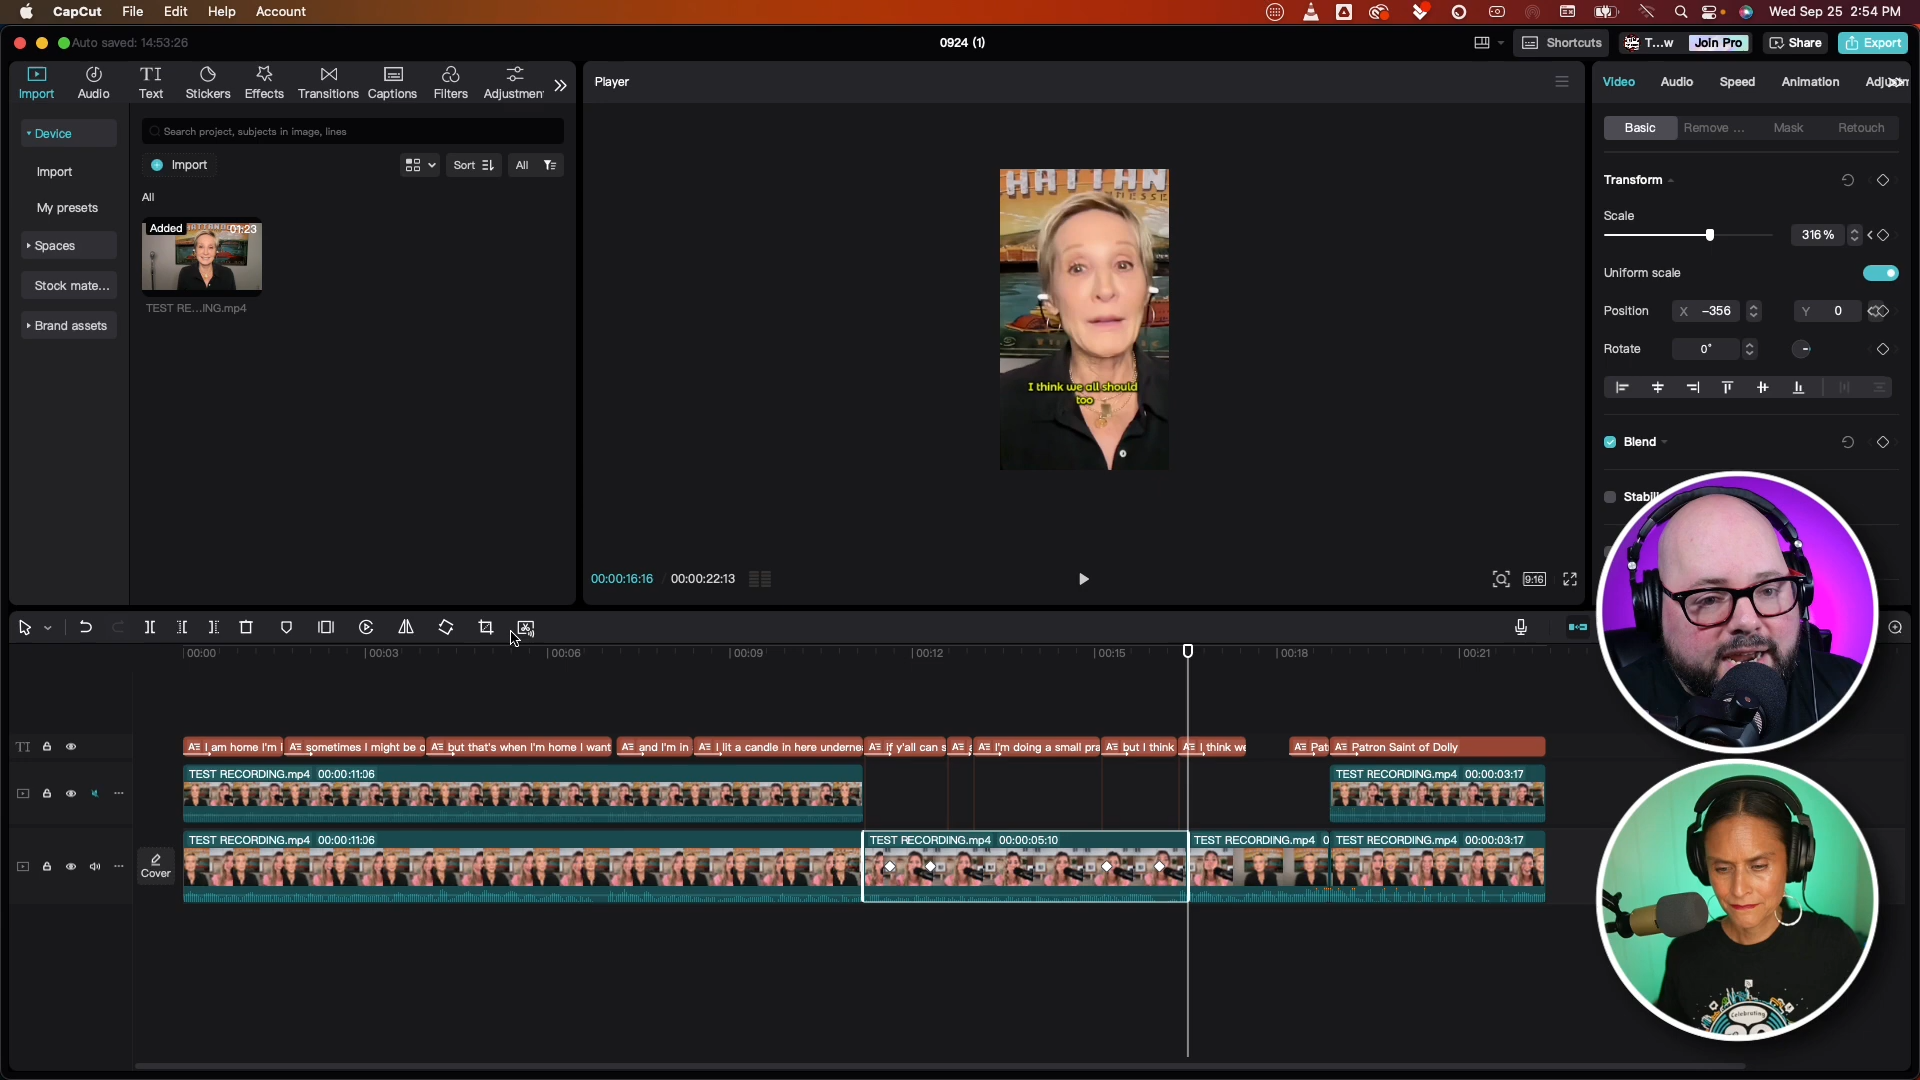 CapCut File Edit Help Account
Wed Sep 25 2:54 PM
Auto saved: 14:53:26
0924 (1)
Shortcuts
T...w
Join Pro
Share
Export
Import Audio Text Stickers Effects Transitions Captions Filters Adjustment
Player
Video Audio Speed Animation
Device
Search project, subjects in image, lines
Basic Remove ... Mask Retouch
Import
Import
Sort
All
My presets
All
Spaces
Stock mate...
Brand assets
Added 01:23
TEST RE...ING.mp4
HATTAN
I think we all should
too
Transform
Scale
316%
Uniform scale
Position X -356 Y 0
Rotate 0°
Blend
00:00:16:16 / 00:00:22:13
9:16
00:00 00:03 00:06 00:09 00:12 00:15 00:18 00:21
I am home I'm
sometimes I might be o
but that's when I'm home I want
and I'm in
I lit a candle in here underne
if y'all can s
I'm doing a small pra
but I think
I think we
Pat
Patron Saint of Dolly
TEST RECORDING.mp4 00:00:11:06
TEST RECORDING.mp4 00:00:03:17
Cover
TEST RECORDING.mp4 00:00:11:06
TEST RECORDING.mp4 00:00:05:10
TEST RECORDING.mp4 0
TEST RECORDING.mp4 00:00:03:17
Celebrating